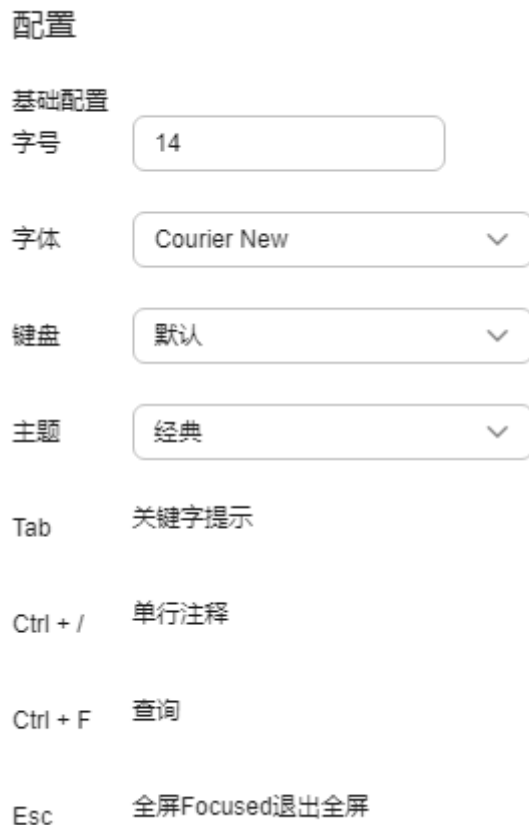 配置
基础配置
字号 14
字体 Courier New
键盘 默认
主题 经典
Tab 关键字提示
Ctrl + / 单行注释
Ctrl + F 查询
Esc 全屏Focused退出全屏